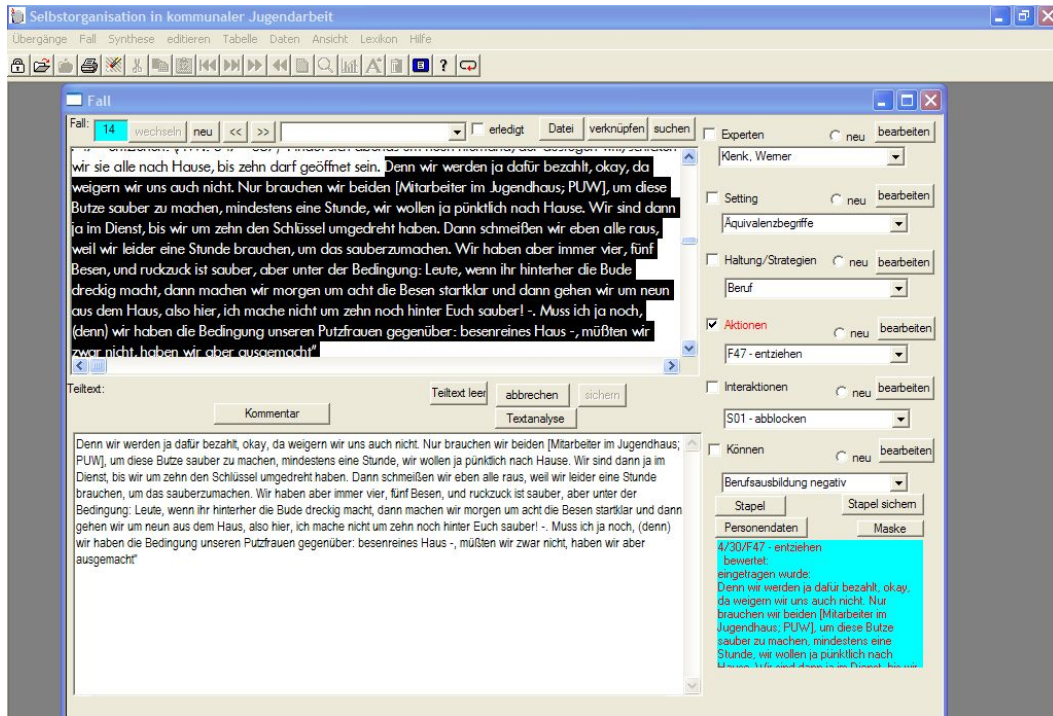 Selbstorganisation in kommunaler Jugendarbeit
Übergänge Fall Synthese editieren Tabelle Daten Ansicht Lexikon Hilfe
Fall
Fall: 14 wechseln neu << >> erledigt Datei verknüpfen suchen
wir sie alle nach Hause, bis zehn darf geöffnet sein. Denn wir werden ja dafür bezahlt, okay, da
weigern wir uns auch nicht. Nur brauchen wir beiden [Mitarbeiter im Jugendhaus; PUW], um diese
Butze sauber zu machen, mindestens eine Stunde, wir wollen ja pünktlich nach Hause. Wir sind dann
ja im Dienst, bis wir um zehn den Schlüssel umgedreht haben. Dann schmeißen wir eben alle raus,
weil wir leider eine Stunde brauchen, um das sauberzumachen. Wir haben aber immer vier, fünf
Besen, und ruckzuck ist sauber, aber unter der Bedingung: Leute, wenn ihr hinterher die Bude
dreckig macht, dann machen wir morgen um acht die Besen startklar und dann gehen wir um neun
aus dem Haus, also hier, ich mache nicht um zehn noch hinter Euch sauber! -. Muss ich ja noch,
(denn) wir haben die Bedingung unseren Putzfrauen gegenüber: besenreines Haus -, müßten wir
zwar nicht, haben wir aber ausgemacht"
Teiltext:
Teiltext leer abbrechen sichern
Kommentar Textanalyse
Denn wir werden ja dafür bezahlt, okay, da weigern wir uns auch nicht. Nur brauchen wir beiden [Mitarbeiter im Jugendhaus;
PUW], um diese Butze sauber zu machen, mindestens eine Stunde, wir wollen ja pünktlich nach Hause. Wir sind dann ja im
Dienst, bis wir um zehn den Schlüssel umgedreht haben. Dann schmeißen wir eben alle raus, weil wir leider eine Stunde
brauchen, um das sauberzumachen. Wir haben aber immer vier, fünf Besen, und ruckzuck ist sauber, aber unter der
Bedingung: Leute, wenn ihr hinterher die Bude dreckig macht, dann machen wir morgen um acht die Besen startklar und dann
gehen wir um neun aus dem Haus, also hier, ich mache nicht um zehn noch hinter Euch sauber! -. Muss ich ja noch, (denn)
wir haben die Bedingung unseren Putzfrauen gegenüber: besenreines Haus -, müßten wir zwar nicht, haben wir aber
ausgemacht"
Experten neu bearbeiten
Klenk, Werner
Setting neu bearbeiten
Äquivalenzbegriffe
Haltung/Strategien neu bearbeiten
Beruf
Aktionen neu bearbeiten
F47 - entziehen
Interaktionen neu bearbeiten
S01 - abblocken
Können neu bearbeiten
Berufsausbildung negativ
Stapel Stapel sichern
Personendaten Maske
4/30/F47 - entziehen
bewertet:
eingetragen wurde:
Denn wir werden ja dafür bezahlt, okay,
da weigern wir uns auch nicht. Nur
brauchen wir beiden [Mitarbeiter im
Jugendhaus; PUW], um diese Butze
sauber zu machen, mindestens eine
Stunde, wir wollen ja pünktlich nach
Hause. Wir sind dann ja im Dienst, bis wir